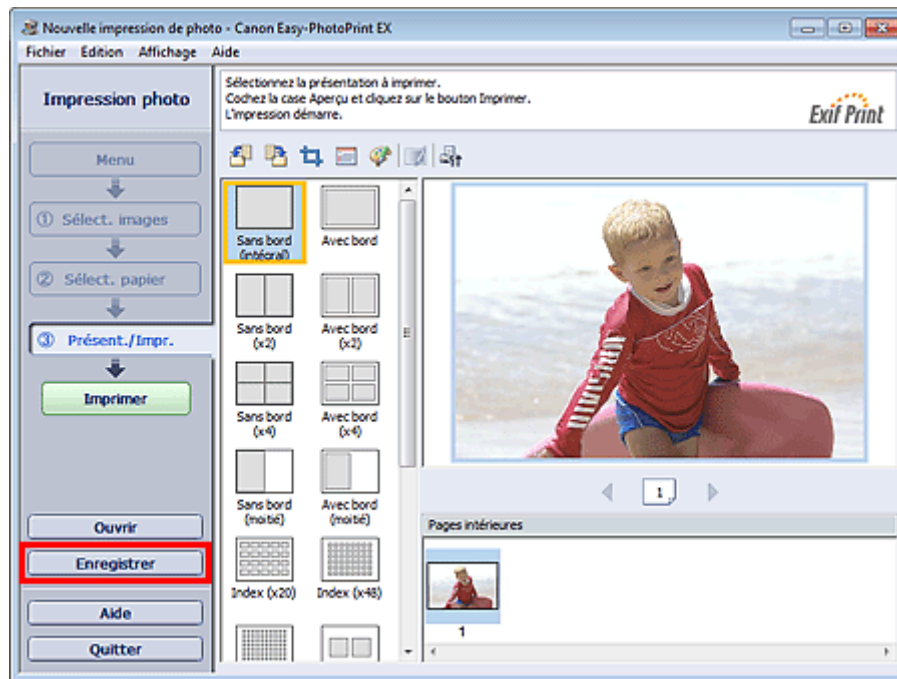 Nouvelle impression de photo - Canon Easy-PhotoPrint EX
Fichier Édition Affichage Aide
Impression photo
Sélectionnez la présentation à imprimer.
Cochez la case Aperçu et cliquez sur le bouton Imprimer.
L'impression démarre.
Exif Print
Menu
① Sélect. images
② Sélect. papier
③ Présent./Impr.
Imprimer
Ouvrir
Enregistrer
Aide
Quitter
Sans bord
(intégral)
Avec bord
Sans bord
(x2)
Avec bord
(x2)
Sans bord
(x4)
Avec bord
(x4)
Sans bord
(moitié)
Avec bord
(moitié)
Index (x20)
Index (x48)
1
Pages intérieures
1